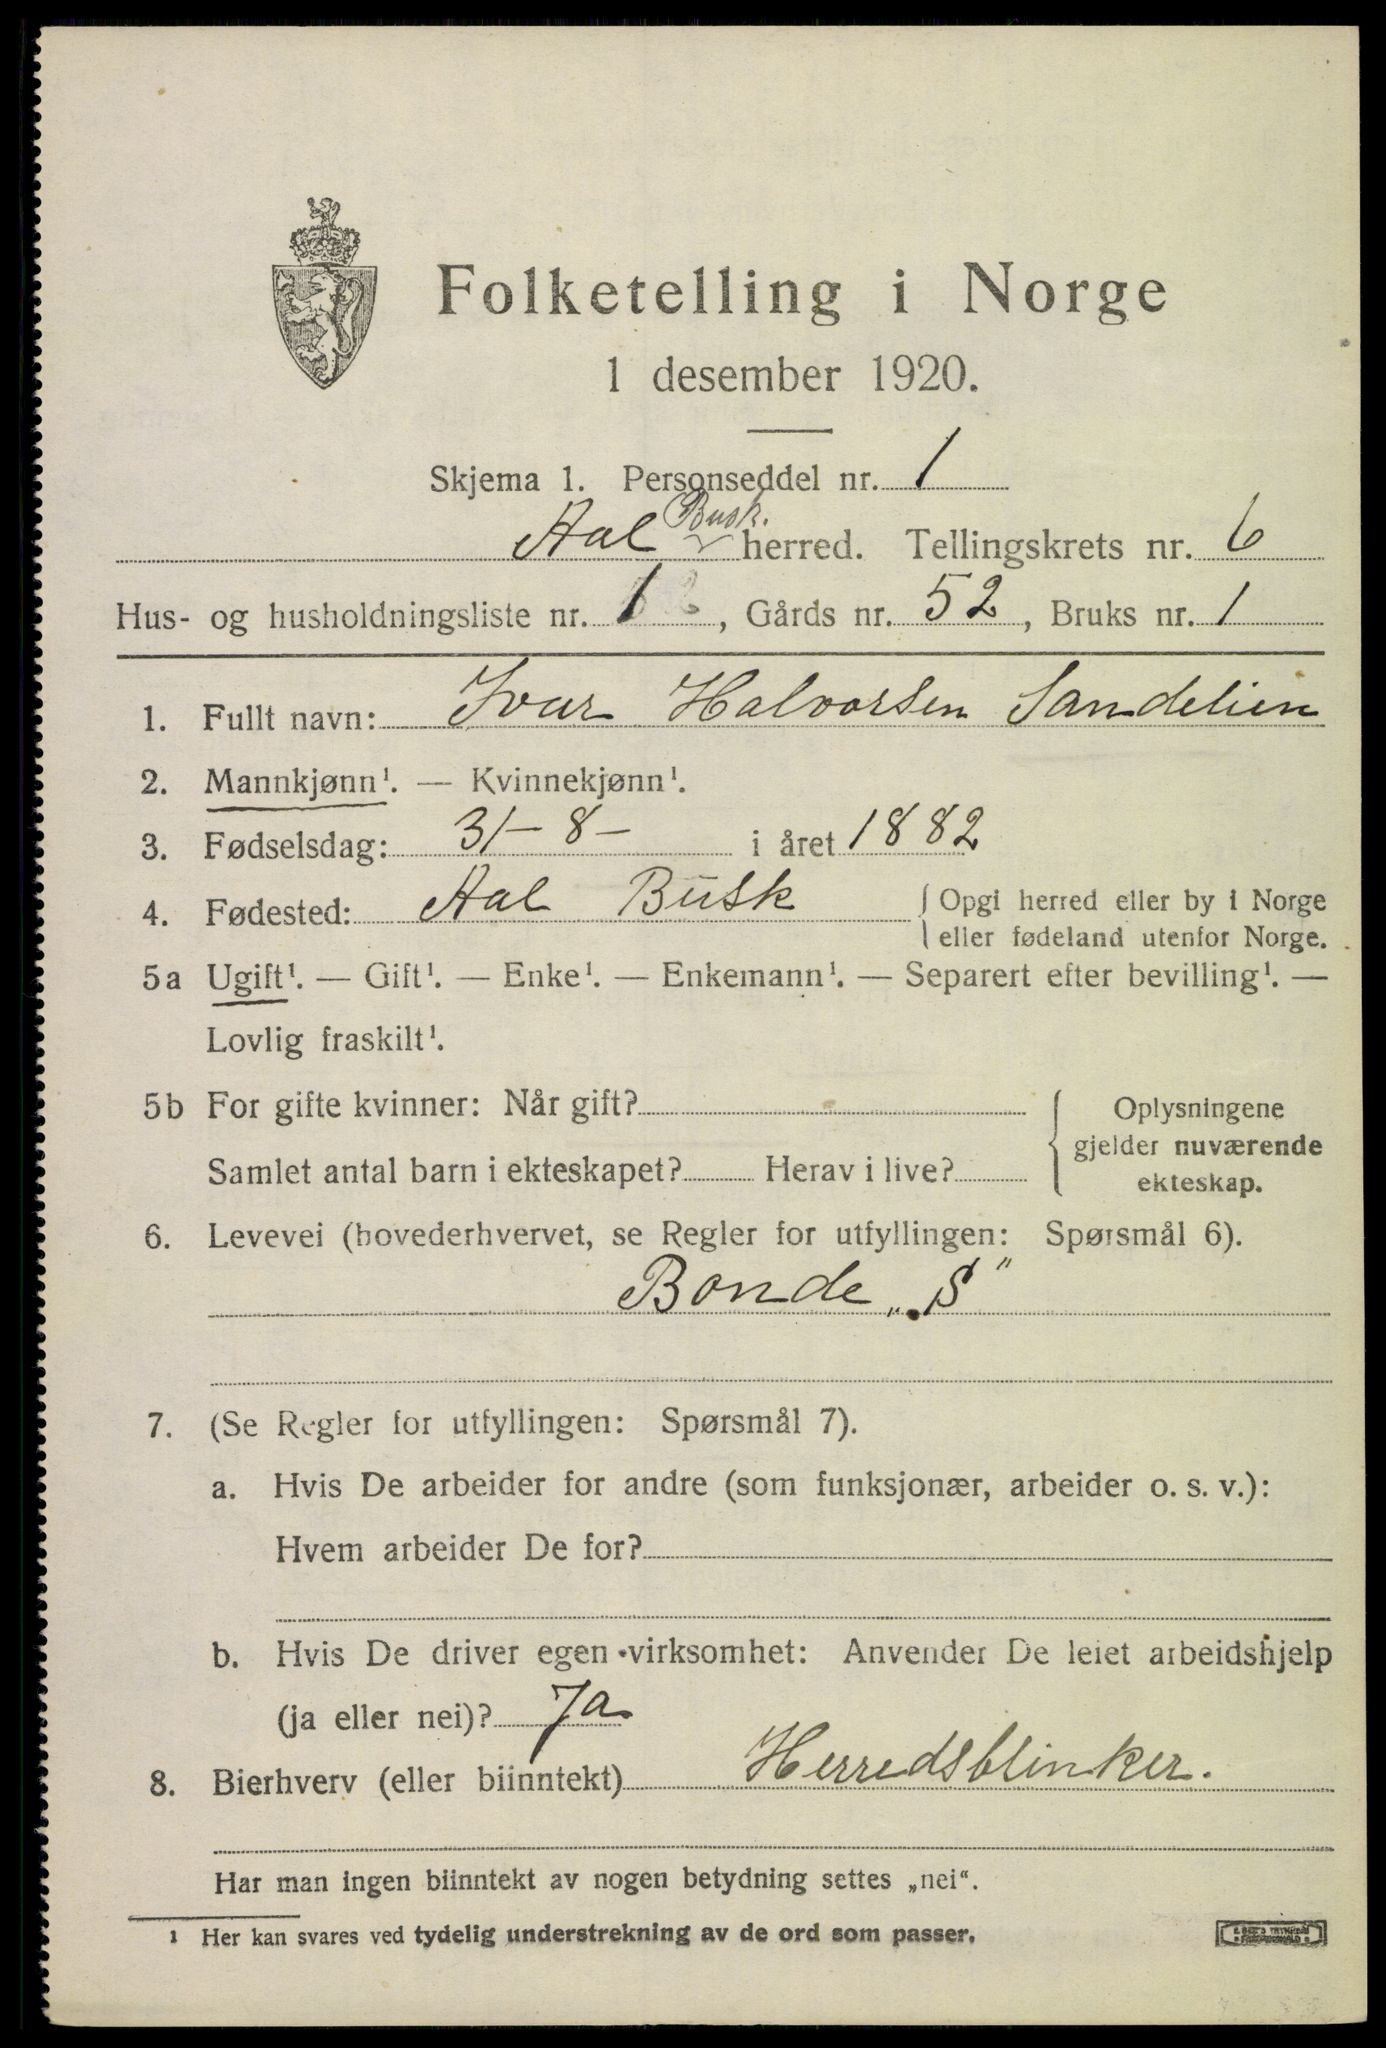 Folketelling i Norge
1 desember 1920.
Skjema 1. Personseddel nr. 1
Aal Busk. herred. Tellingskrets nr. 6
Hus- og husholdningsliste nr. 1, Gårds nr. 52, Bruks nr. 1
1. Fullt navn: Ivar Halvorsen Sandelien
2. Mannkjønn¹. — Kvinnekjønn¹.
3. Fødselsdag: 31-8- i året 1882
4. Fødested: Aal Busk { Opgi herred eller by i Norge
eller fødeland utenfor Norge.
5a Ugift¹. — Gift¹. — Enke¹. — Enkemann¹. — Separert efter bevilling¹. —
Lovlig fraskilt¹.
5b For gifte kvinner: Når gift?
Samlet antal barn i ekteskapet? Herav i live?
Oplysningene
gjelder nuværende
ekteskap.
6. Levevei (hovederhvervet, se Regler for utfyllingen: Spørsmål 6).
Bonde „S“
7. (Se Regler for utfyllingen: Spørsmål 7).
a. Hvis De arbeider for andre (som funksjonær, arbeider o. s. v.):
Hvem arbeider De for?
b. Hvis De driver egen virksomhet: Anvender De leiet arbeidshjelp
(ja eller nei)? Ja
8. Bierhverv (eller biinntekt) Herredsblinker.
Har man ingen biinntekt av nogen betydning settes „nei“.
¹ Her kan svares ved tydelig understrekning av de ord som passer.